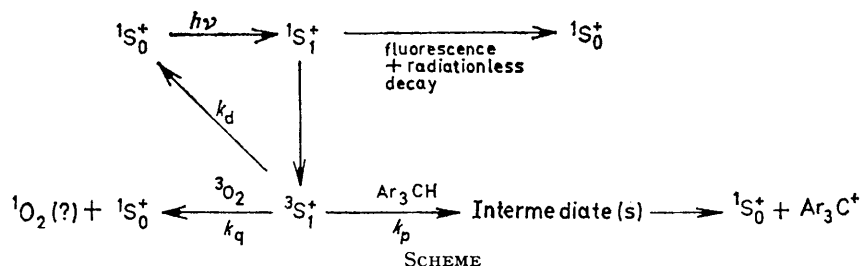 ¹S₀⁺ hν ¹S₁⁺ ¹S₀⁺
fluorescence
+ radiationless
decay
k_d
³O₂ Ar₃CH
¹O₂(?) + ¹S₀⁺ ³S₁⁺ Intermediate(s) ¹S₀⁺ + Ar₃C⁺
k_q k_p
SCHEME